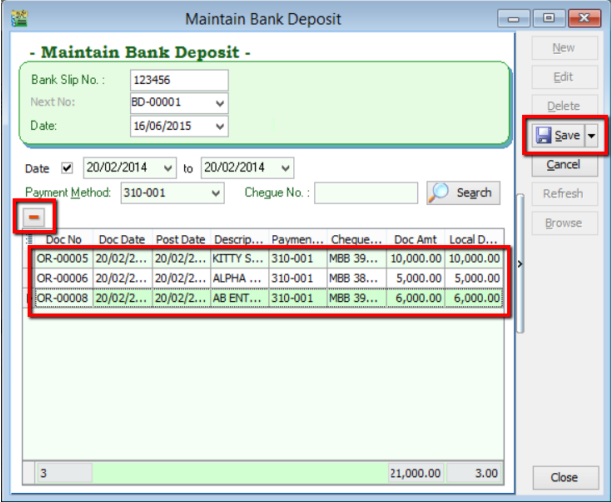 Maintain Bank Deposit
- Maintain Bank Deposit -
Bank Slip No. : 123456
Next No: BD-00001
Date: 16/06/2015
Date 20/02/2014 to 20/02/2014
Payment Method: 310-001 Cheque No. : Search
Doc No Doc Date Post Date Descrip... Paymen... Cheque... Doc Amt Local D...
OR-00005 20/02/2... 20/02/2... KITTY S... 310-001 MBB 39... 10,000.00 10,000.00
OR-00006 20/02/2... 20/02/2... ALPHA ... 310-001 MBB 38... 5,000.00 5,000.00
OR-00008 20/02/2... 20/02/2... AB ENT... 310-001 MBB 39... 6,000.00 6,000.00
3 21,000.00 3.00
New
Edit
Delete
Save
Cancel
Refresh
Browse
Close